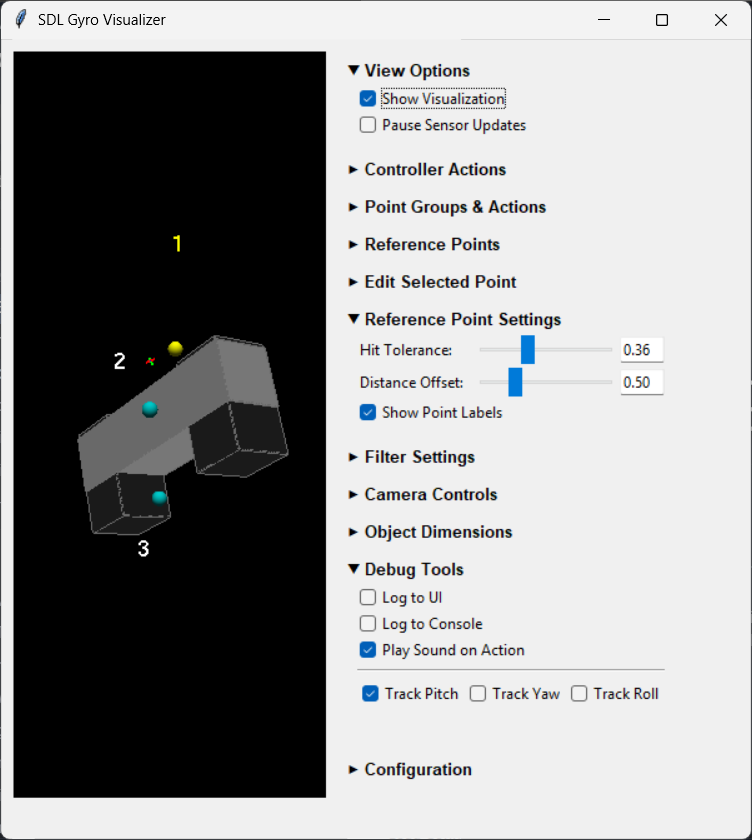 SDL Gyro Visualizer
1
2
3
View Options
Show Visualization
Pause Sensor Updates
Controller Actions
Point Groups & Actions
Reference Points
Edit Selected Point
Reference Point Settings
Hit Tolerance: 0.36
Distance Offset: 0.50
Show Point Labels
Filter Settings
Camera Controls
Object Dimensions
Debug Tools
Log to UI
Log to Console
Play Sound on Action
Track Pitch Track Yaw Track Roll
Configuration